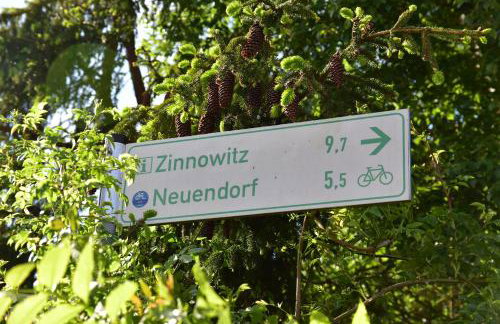 i Zinnowitz 9,7
Neuendorf 5,5